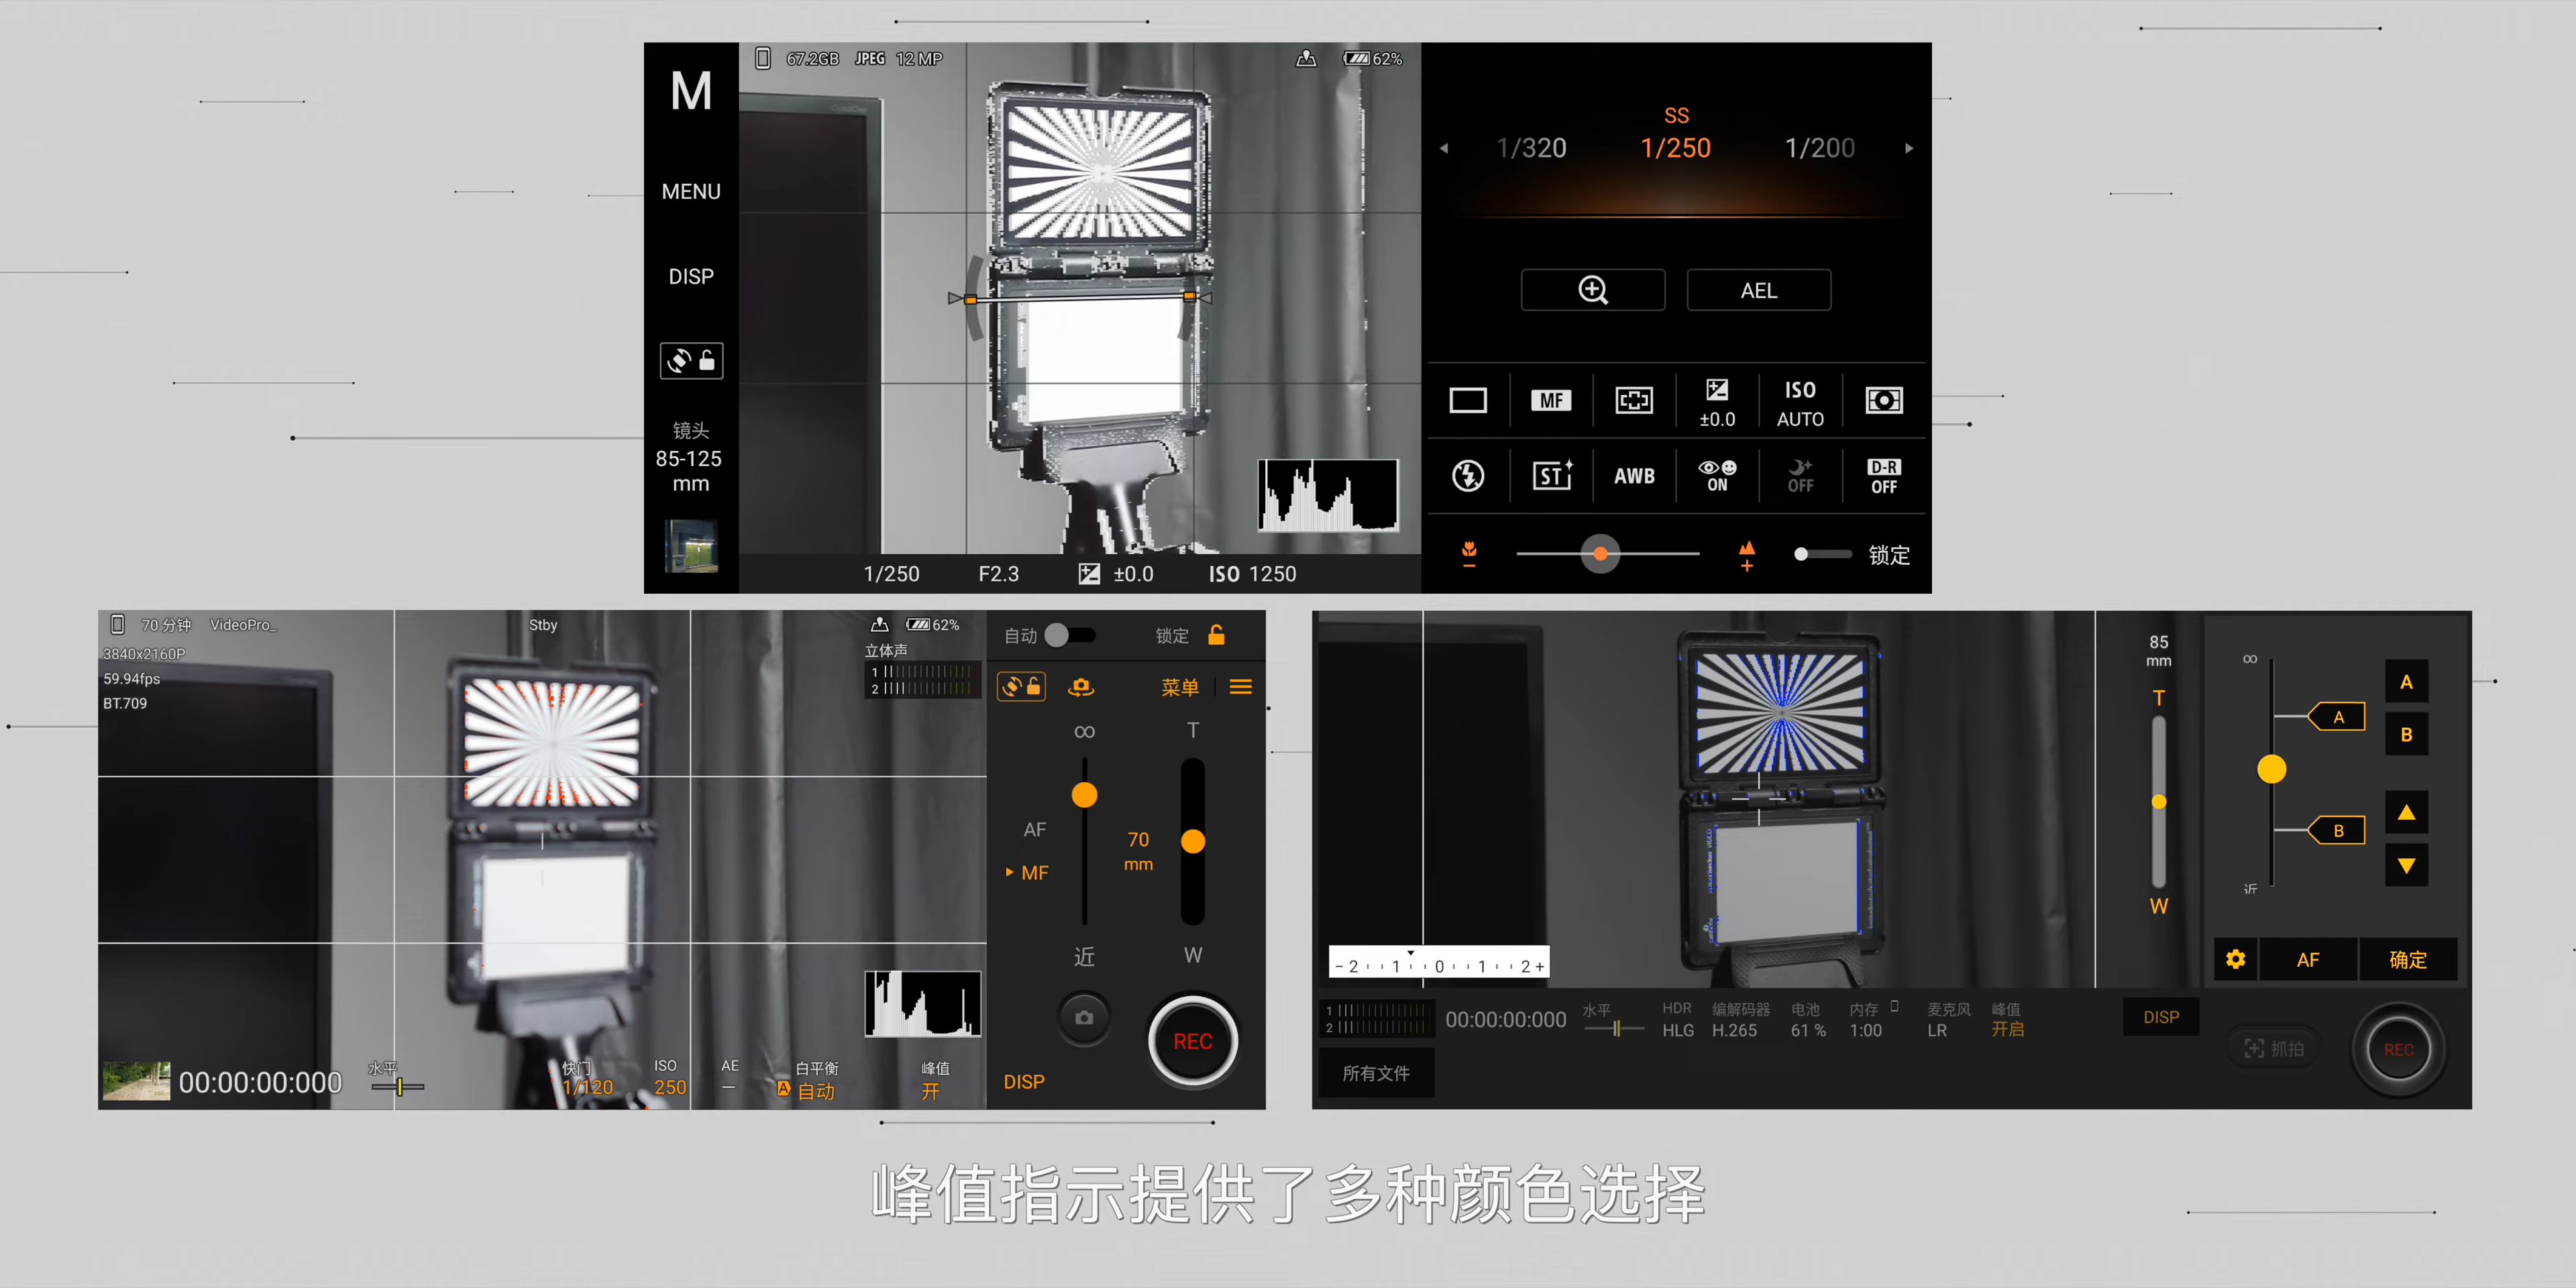 M
MENU
DISP
镜头
85-125
mm
67.2GB JPEG 12 MP
62%
1/250 F2.3 ±0.0 ISO 1250
SS
1/320 1/250 1/200
AEL
MF ±0.0 ISO AUTO
ST AWB ON OFF D-R OFF
锁定
70 分钟 VideoPro_ Stby 62%
3840x2160P
59.94fps
BT.709
立体声
1
2
00:00:00:000
水平
快门 1/120
ISO 250
AE —
A
白平衡 自动
峰值 开
自动 锁定
菜单
∞ T
AF
MF
70
mm
近 W
REC
DISP
85
mm
T
W
∞
近
A
B
A
B
AF 确定
- 2 1 0 1 2 +
1
2
00:00:00:000
水平
HDR HLG
编解码器 H.265
电池 61 %
内存 1:00
麦克风 LR
峰值 开启
DISP
抓拍
REC
所有文件
峰值指示提供了多种颜色选择